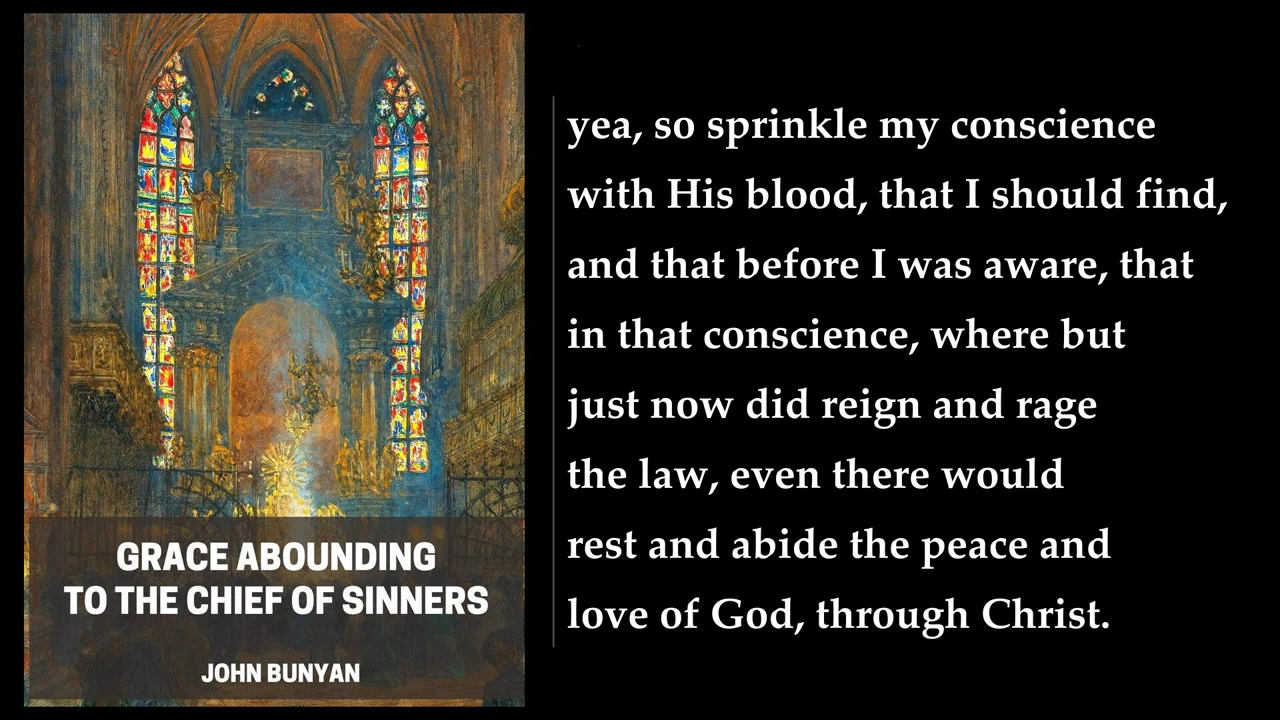 GRACE ABOUNDING
TO THE CHIEF OF SINNERS
JOHN BUNYAN
yea, so sprinkle my conscience
with His blood, that I should find,
and that before I was aware, that
in that conscience, where but
just now did reign and rage
the law, even there would
rest and abide the peace and
love of God, through Christ.